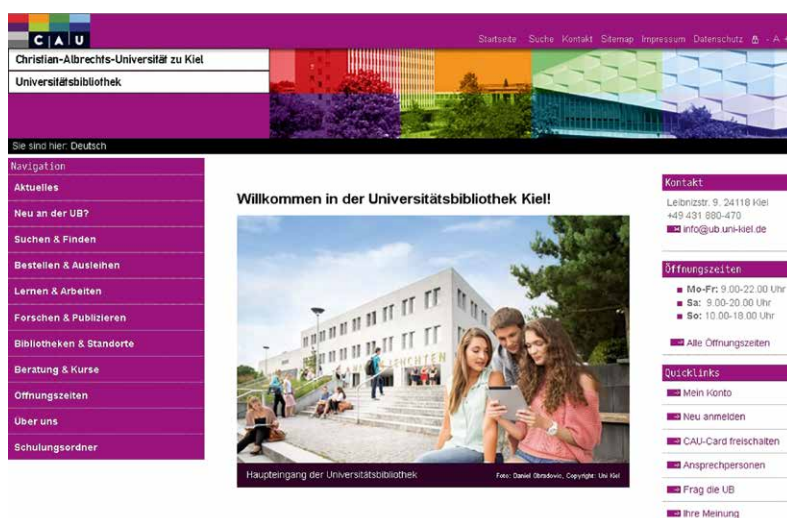 C A U
Startseite Suche Kontakt Sitemap Impressum Datenschutz - A +
Christian-Albrechts-Universität zu Kiel
Universitätsbibliothek
Sie sind hier: Deutsch
Navigation
Aktuelles
Neu an der UB?
Suchen & Finden
Bestellen & Ausleihen
Lernen & Arbeiten
Forschen & Publizieren
Bibliotheken & Standorte
Beratung & Kurse
Öffnungszeiten
Über uns
Schulungsordner
Willkommen in der Universitätsbibliothek Kiel!
Haupteingang der Universitätsbibliothek
Foto: Daniel Obradovic, Copyright: Uni Kiel
Kontakt
Leibnizstr. 9, 24118 Kiel
+49 431 880-470
info@ub.uni-kiel.de
Öffnungszeiten
Mo-Fr: 9.00-22.00 Uhr
Sa: 9.00-20.00 Uhr
So: 10.00-18.00 Uhr
Alle Öffnungszeiten
Quicklinks
Mein Konto
Neu anmelden
CAU-Card freischalten
Ansprechpersonen
Frag die UB
Ihre Meinung